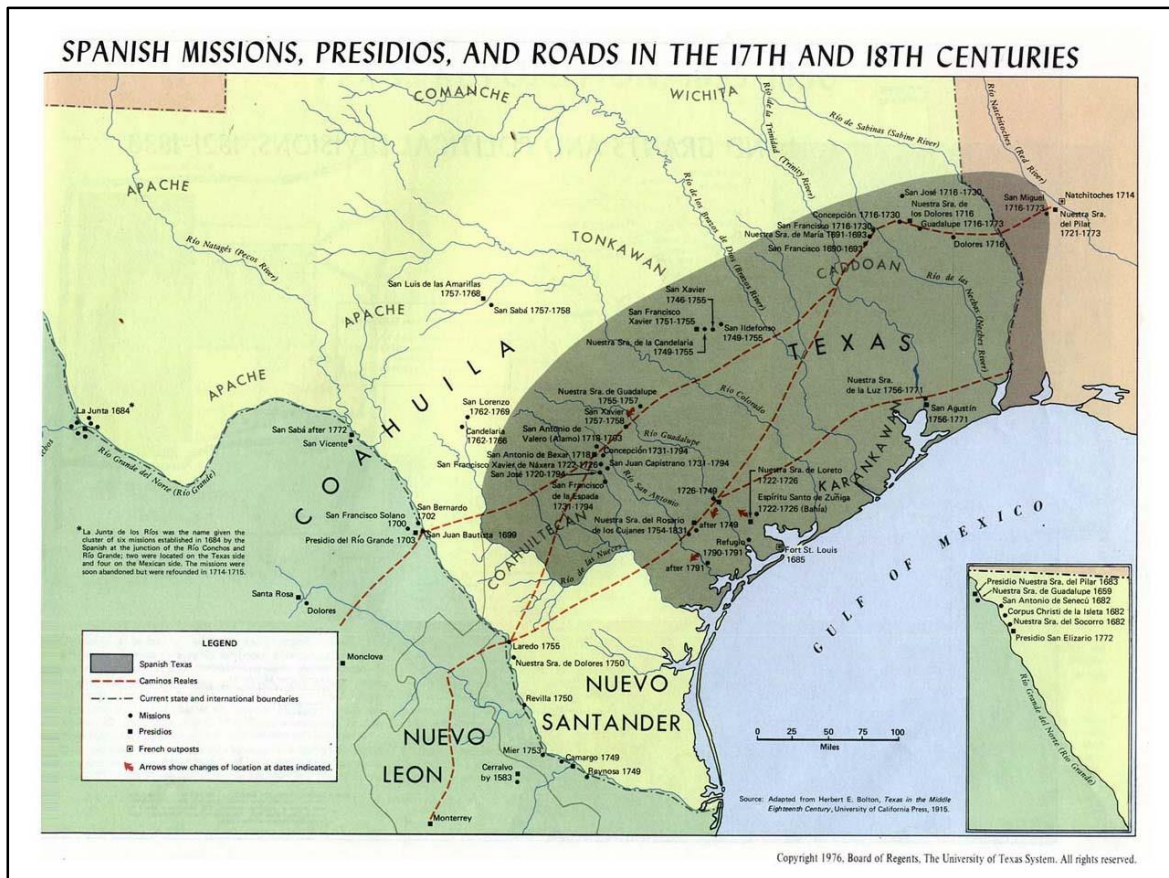 SPANISH MISSIONS, PRESIDIOS, AND ROADS IN THE 17TH AND 18TH CENTURIES
COMANCHE
WICHITA
APACHE
Río Natagés (Pecos River)
TONKAWAN
Río de los Brazos de Dios (Brazos River)
Río de la Trinidad (Trinity River)
Río de Sabinas (Sabine River)
Río Natchitoches (Red River)
San José 1716 -1730
Nuestra Sra. de
los Dolores 1716
Guadalupe 1716-1773
San Miguel
1716-1773
Natchitoches 1714
Nuestra Sra.
del Pilar
1721-1773
Concepción 1716-1730
San Francisco 1716-1730
Nuestra Sra. de María 1691-1693
San Francisco 1690-1693
Dolores 1716
CADDOAN
Río de las Nechas (Neches River)
San Luis de las Amarillas
1757-1768
San Sabá 1757-1758
APACHE
San Xavier
1746-1755
San Francisco
Xavier 1751-1755
San Ildefonso
1749-1755
Nuestra Sra. de la Candelaria
1749-1755
TEXAS
APACHE
COAHUILA
La Junta 1684*
San Sabá after 1772
San Vicente
Río Grande del Norte (Río Grande)
San Lorenzo
1762-1769
Candelaria
1762-1766
Nuestra Sra. de Guadalupe
1755-1757
San Xavier
1757-1758
Río Colorado
Nuestra Sra.
de la Luz 1756-1771
San Agustín
1756-1771
San Antonio de
Valero (Alamo) 1718-1793
Río Guadalupe
Concepción 1731-1794
San Antonio de Bexar 1718
San Francisco Xavier de Náxera 1722-1726
San Juan Capistrano 1731 -1794
San José 1720-1794
San Francisco
de la Espada
1731-1794
Río San Antonio
KARANKAWAN
Nuestra Sra. de Loreto
1722-1726
Espíritu Santo de Zuñiga
1722-1726 (Bahía)
1726-1749
Nuestra Sra. del Rosario
de los Cujanes 1754-1831
after 1749
Refugio
1790-1791
after 1791
Fort St. Louis
1685
COAHUILTECAN
Río de las Nueces
San Francisco Solano
1700
San Bernardo
1702
Presidio del Río Grande 1703
San Juan Bautista 1699
GULF OF MEXICO
*La Junta de los Ríos was the name given the
cluster of six missions established in 1684 by the
Spanish at the junction of the Río Conchos and
Río Grande; two were located on the Texas side
and four on the Mexican side. The missions were
soon abandoned but were refounded in 1714-1715.
Santa Rosa
Dolores
Monclova
Laredo 1755
Nuestra Sra. de Dolores 1750
NUEVO
SANTANDER
Revilla 1750
NUEVO
LEON
Mier 1753
Camargo 1749
Reynosa 1749
Cerralvo
by 1583
Monterrey
LEGEND
Spanish Texas
Caminos Reales
Current state and international boundaries
Missions
Presidios
French outposts
Arrows show changes of location at dates indicated.
0 25 50 75 100
Miles
Presidio Nuestra Sra. del Pilar 1683
Nuestra Sra. de Guadalupe 1659
San Antonio de Senecú 1682
Corpus Christi de la Isleta 1682
Nuestra Sra. del Socorro 1682
Presidio San Elizario 1772
Río Grande del Norte (Río Grande)
Source: Adapted from Herbert E. Bolton, Texas in the Middle
Eighteenth Century, University of California Press, 1915.
Copyright 1976, Board of Regents, The University of Texas System. All rights reserved.